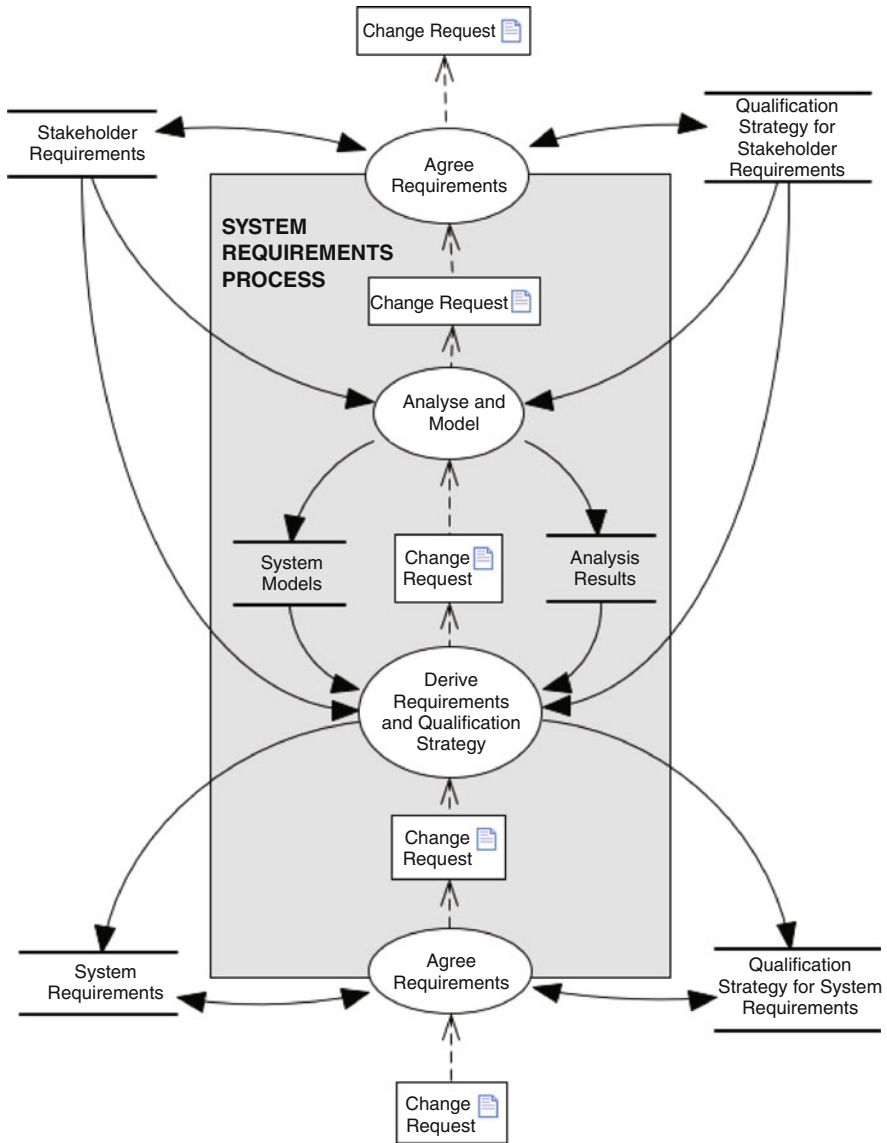 Change Request
Stakeholder
Requirements
Agree
Requirements
Qualification
Strategy for
Stakeholder
Requirements
SYSTEM
REQUIREMENTS
PROCESS
Change Request
Analyse and
Model
System
Models
Change
Request
Analysis
Results
Derive
Requirements
and Qualification
Strategy
Change
Request
System
Requirements
Agree
Requirements
Qualification
Strategy for System
Requirements
Change
Request